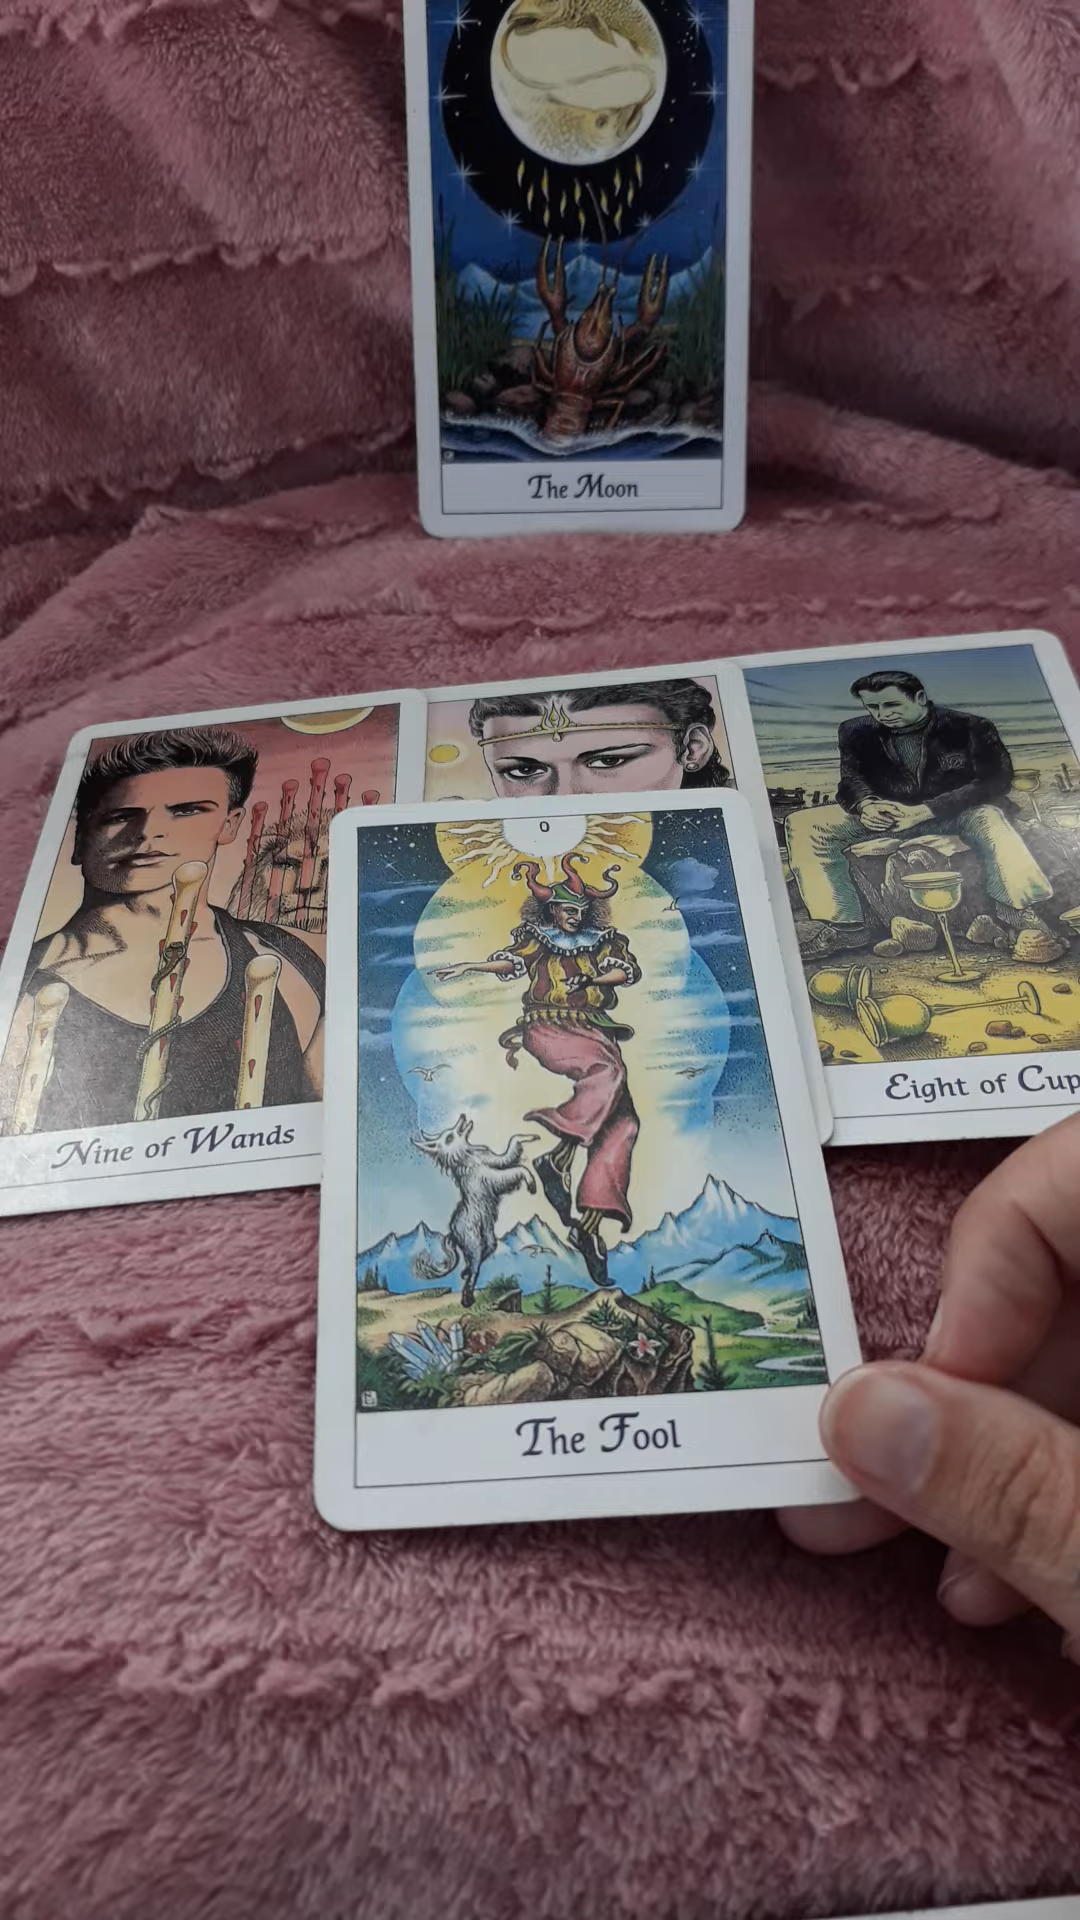 The Moon
Nine of Wands
Eight of Cup
0
The Fool